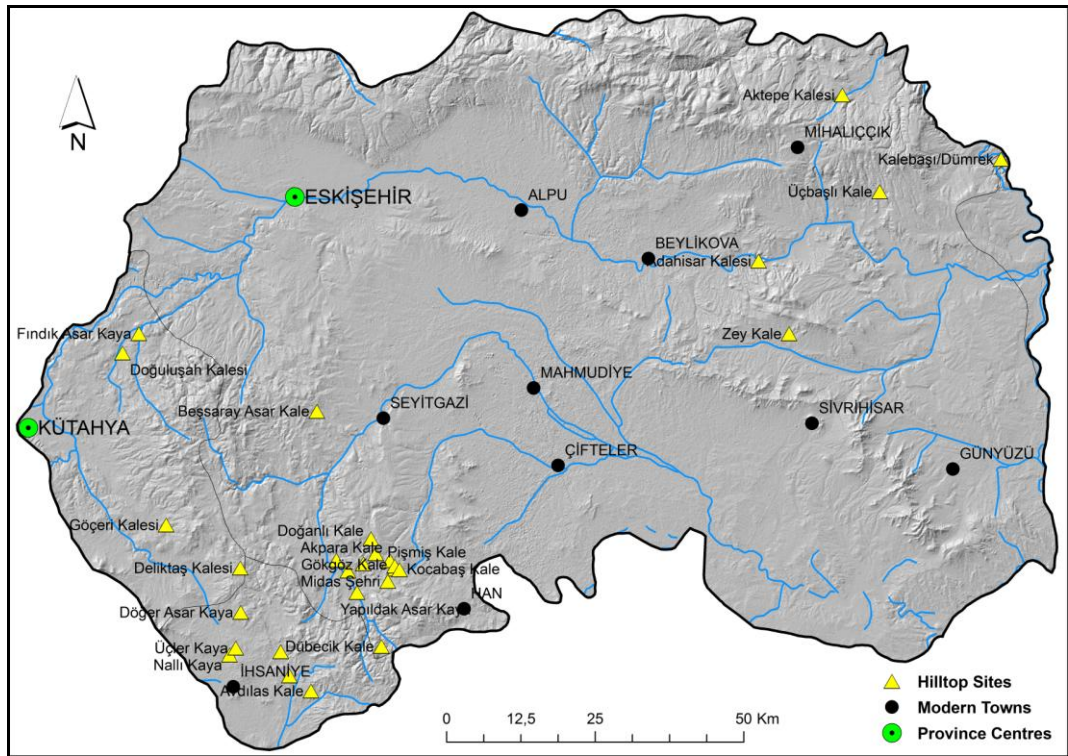 Aktepe Kalesi
MİHALIÇÇIK
Kalebaşı/Dümrek
N
Üçbaşlı Kale
ESKİŞEHİR
ALPU
BEYLİKOVA
Adahisar Kalesi
Fındık Asar Kaya
Zey Kale
Doğuluşah Kalesi
MAHMUDİYE
Beşsaray Asar Kale
SEYİTGAZİ
SİVRİHİSAR
KÜTAHYA
ÇİFTELER
GÜNYÜZÜ
Göçeri Kalesi
Doğanlı Kale
Akpara Kale
Pişmiş Kale
Deliktaş Kalesi
Gökgöz Kale
Kocabaş Kale
Midas Şehri
HAN
Döğer Asar Kaya
Yapıldak Asar Kaya
Üçler Kaya
Dübecik Kale
Nallı Kaya
İHSANİYE
Avdılas Kale
Hilltop Sites
Modern Towns
Province Centres
0 12,5 25 50 Km